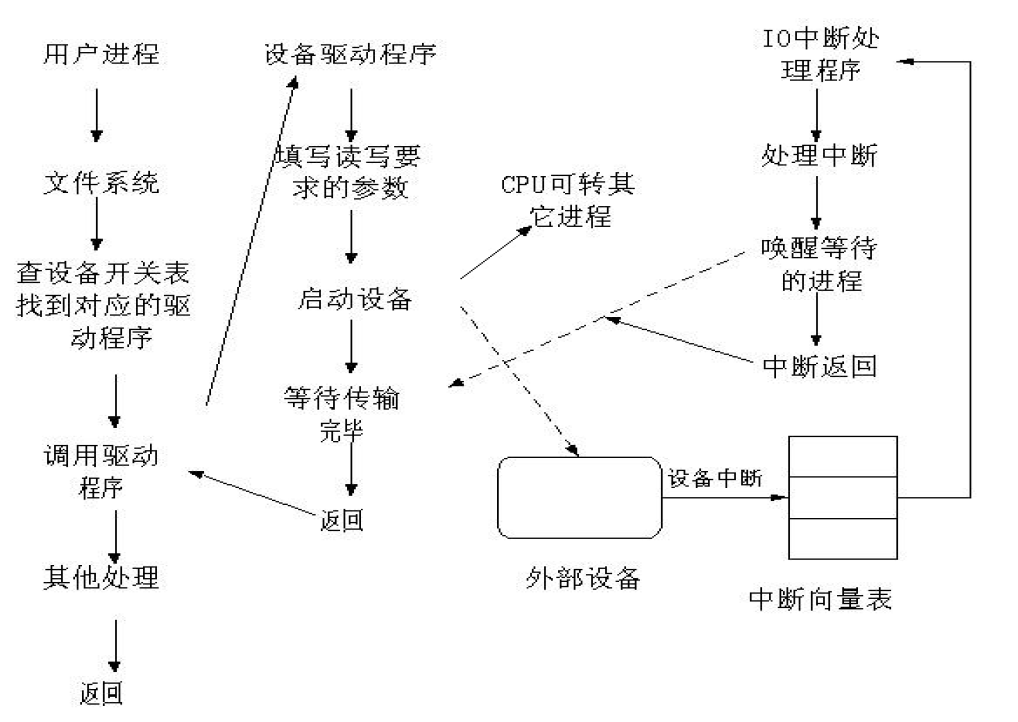 用户进程
文件系统
查设备开关表
找到对应的驱
动程序
调用驱动
程序
其他处理
返回
设备驱动程序
填写读写要
求的参数
启动设备
等待传输
完毕
返回
CPU可转其
它进程
外部设备
设备中断
中断向量表
IO中断处
理程序
处理中断
唤醒等待
的进程
中断返回